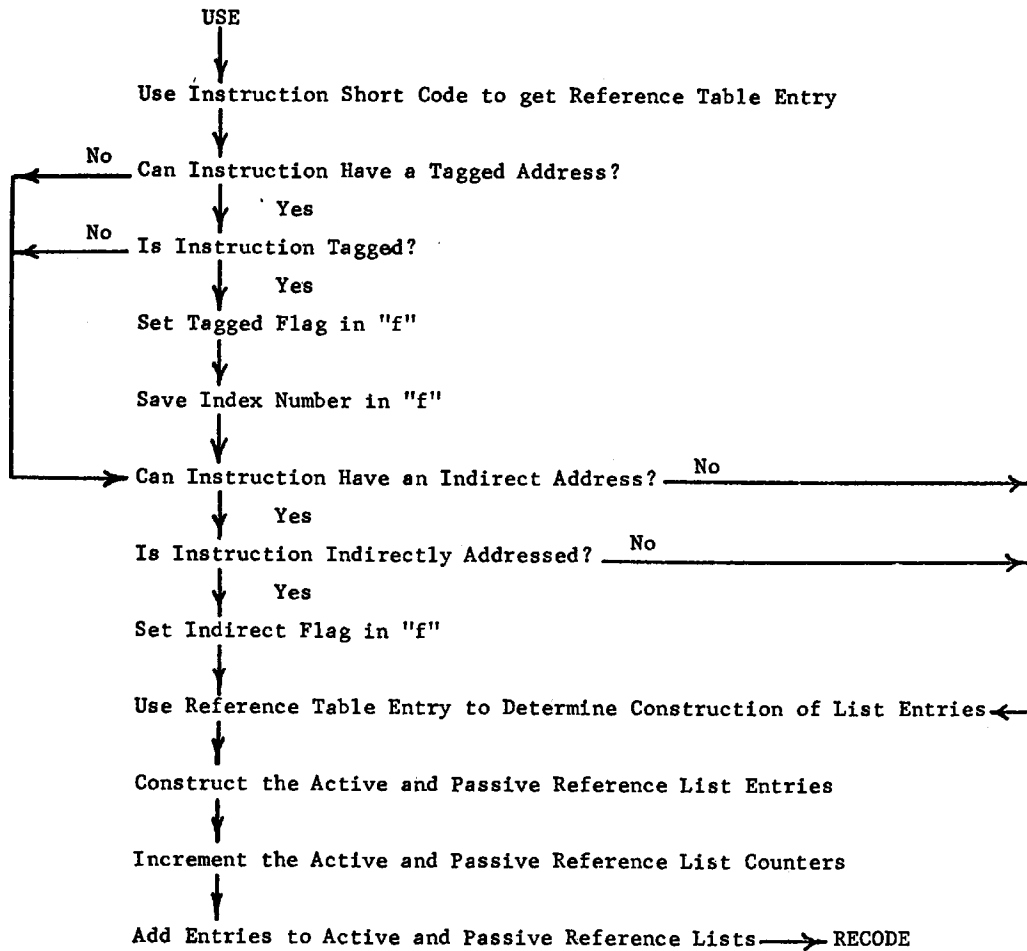 USE
Use Instruction Short Code to get Reference Table Entry
No
Can Instruction Have a Tagged Address?
Yes
No
Is Instruction Tagged?
Yes
Set Tagged Flag in "f"
Save Index Number in "f"
Can Instruction Have an Indirect Address?
No
Yes
Is Instruction Indirectly Addressed?
No
Yes
Set Indirect Flag in "f"
Use Reference Table Entry to Determine Construction of List Entries
Construct the Active and Passive Reference List Entries
Increment the Active and Passive Reference List Counters
Add Entries to Active and Passive Reference Lists
RECODE